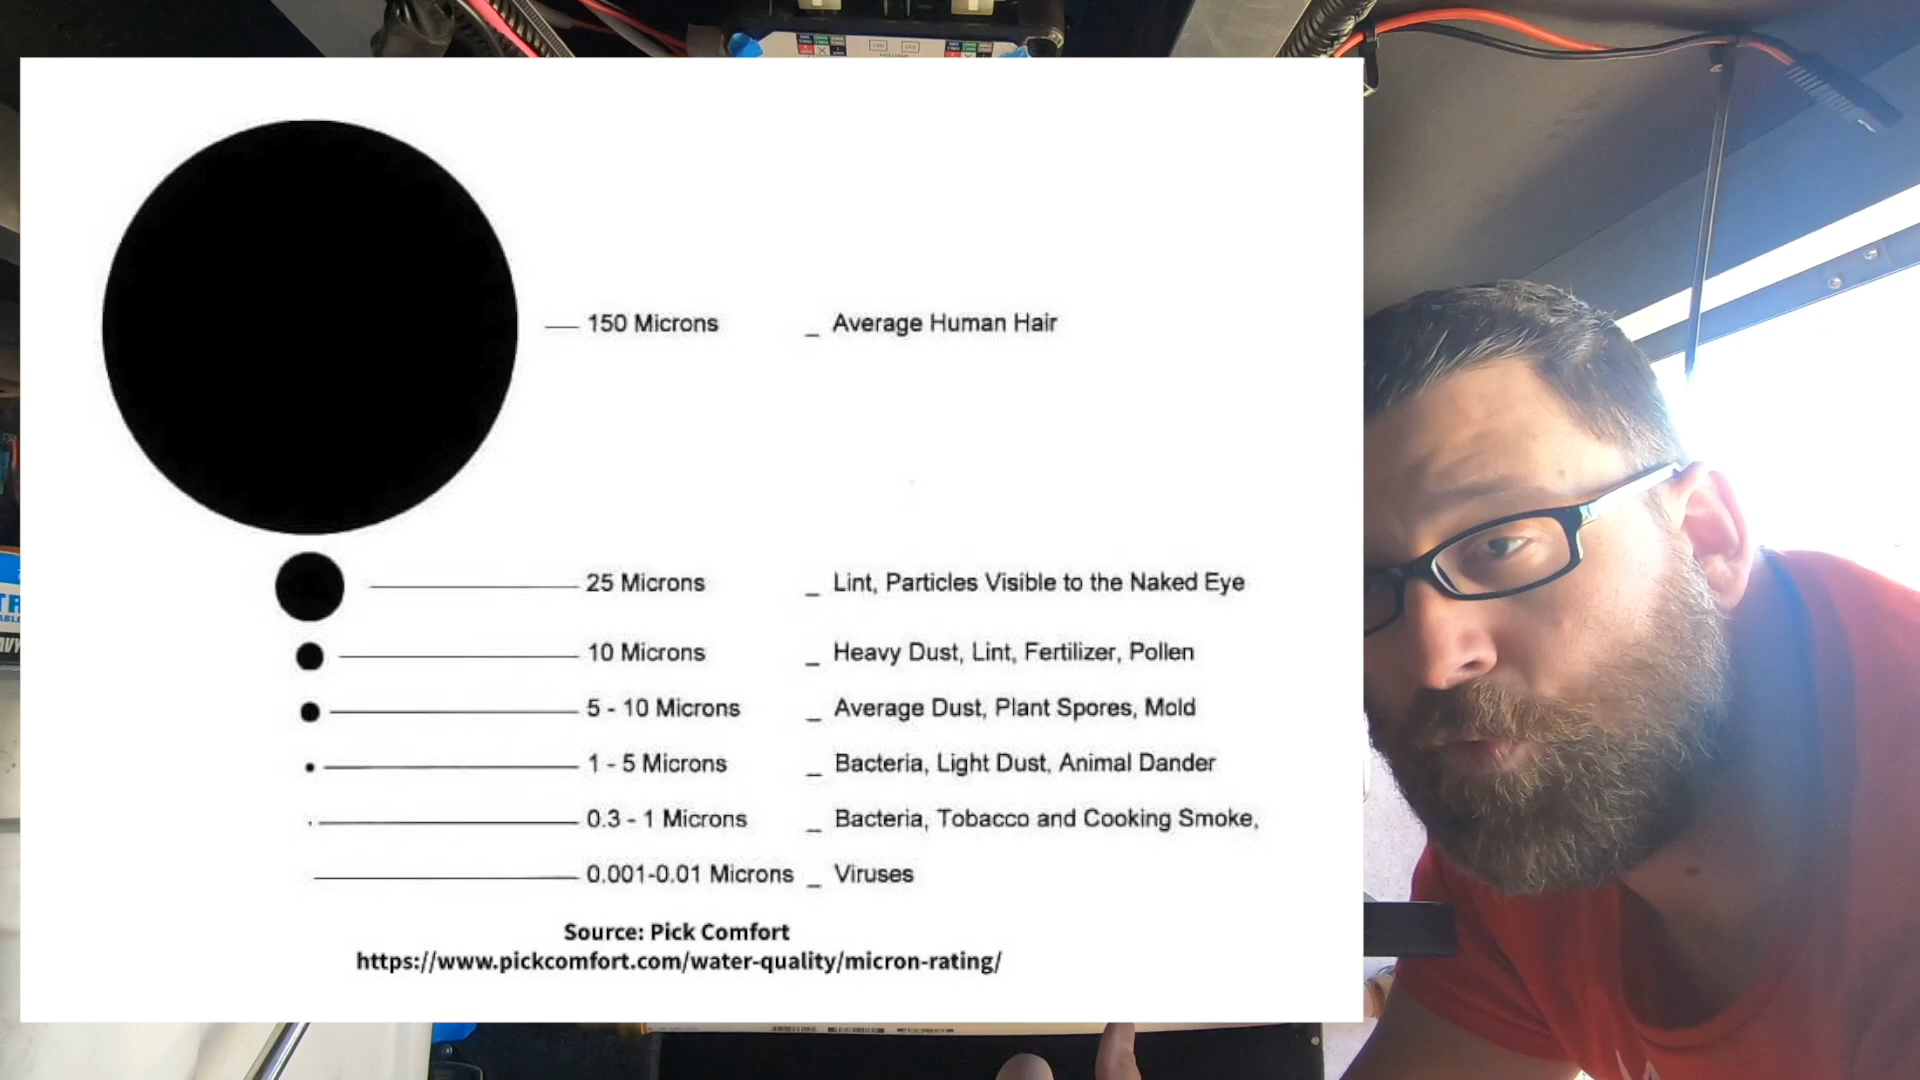 150 Microns _ Average Human Hair
25 Microns _ Lint, Particles Visible to the Naked Eye
10 Microns _ Heavy Dust, Lint, Fertilizer, Pollen
5 - 10 Microns _ Average Dust, Plant Spores, Mold
1 - 5 Microns _ Bacteria, Light Dust, Animal Dander
0.3 - 1 Microns _ Bacteria, Tobacco and Cooking Smoke,
0.001-0.01 Microns _ Viruses
Source: Pick Comfort
https://www.pickcomfort.com/water-quality/micron-rating/